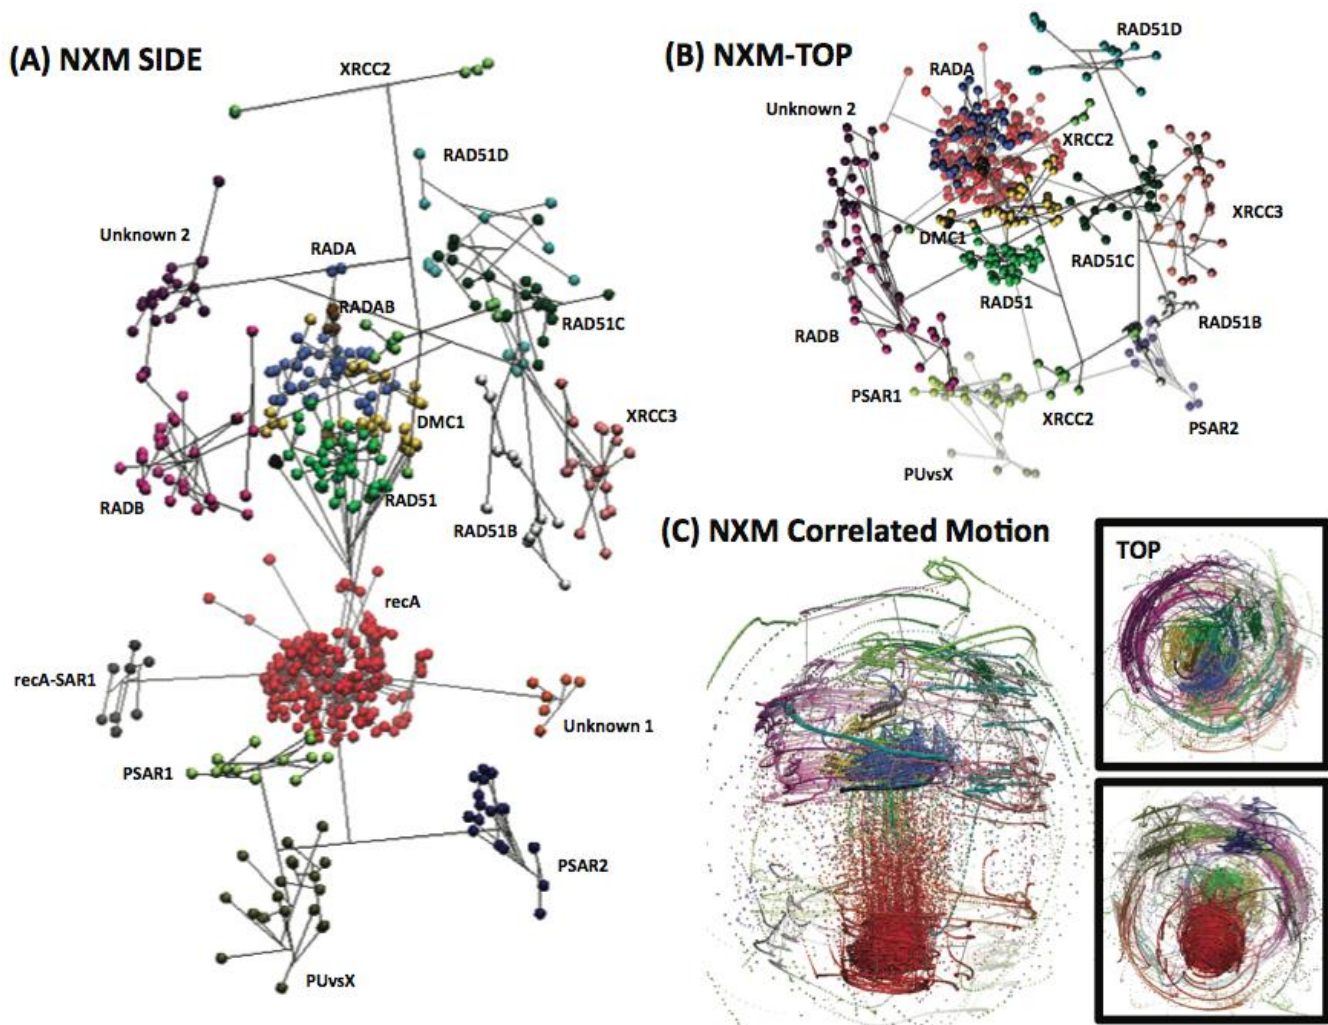 (A) NXM SIDE
XRCC2
RAD51D
Unknown 2
RADA
RADAB
RAD51C
DMC1
XRCC3
RADB
RAD51
RAD51B
recA
recA-SAR1
Unknown 1
PSAR1
PSAR2
PUvsX
(B) NXM-TOP
RAD51D
RADA
Unknown 2
XRCC2
XRCC3
DMC1
RAD51C
RAD51
RAD51B
RADB
PSAR1
XRCC2
PSAR2
PUvsX
(C) NXM Correlated Motion
TOP